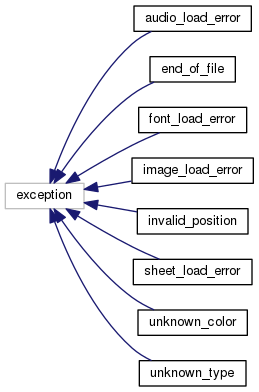 audio_load_error
end_of_file
font_load_error
image_load_error
exception
invalid_position
sheet_load_error
unknown_color
unknown_type